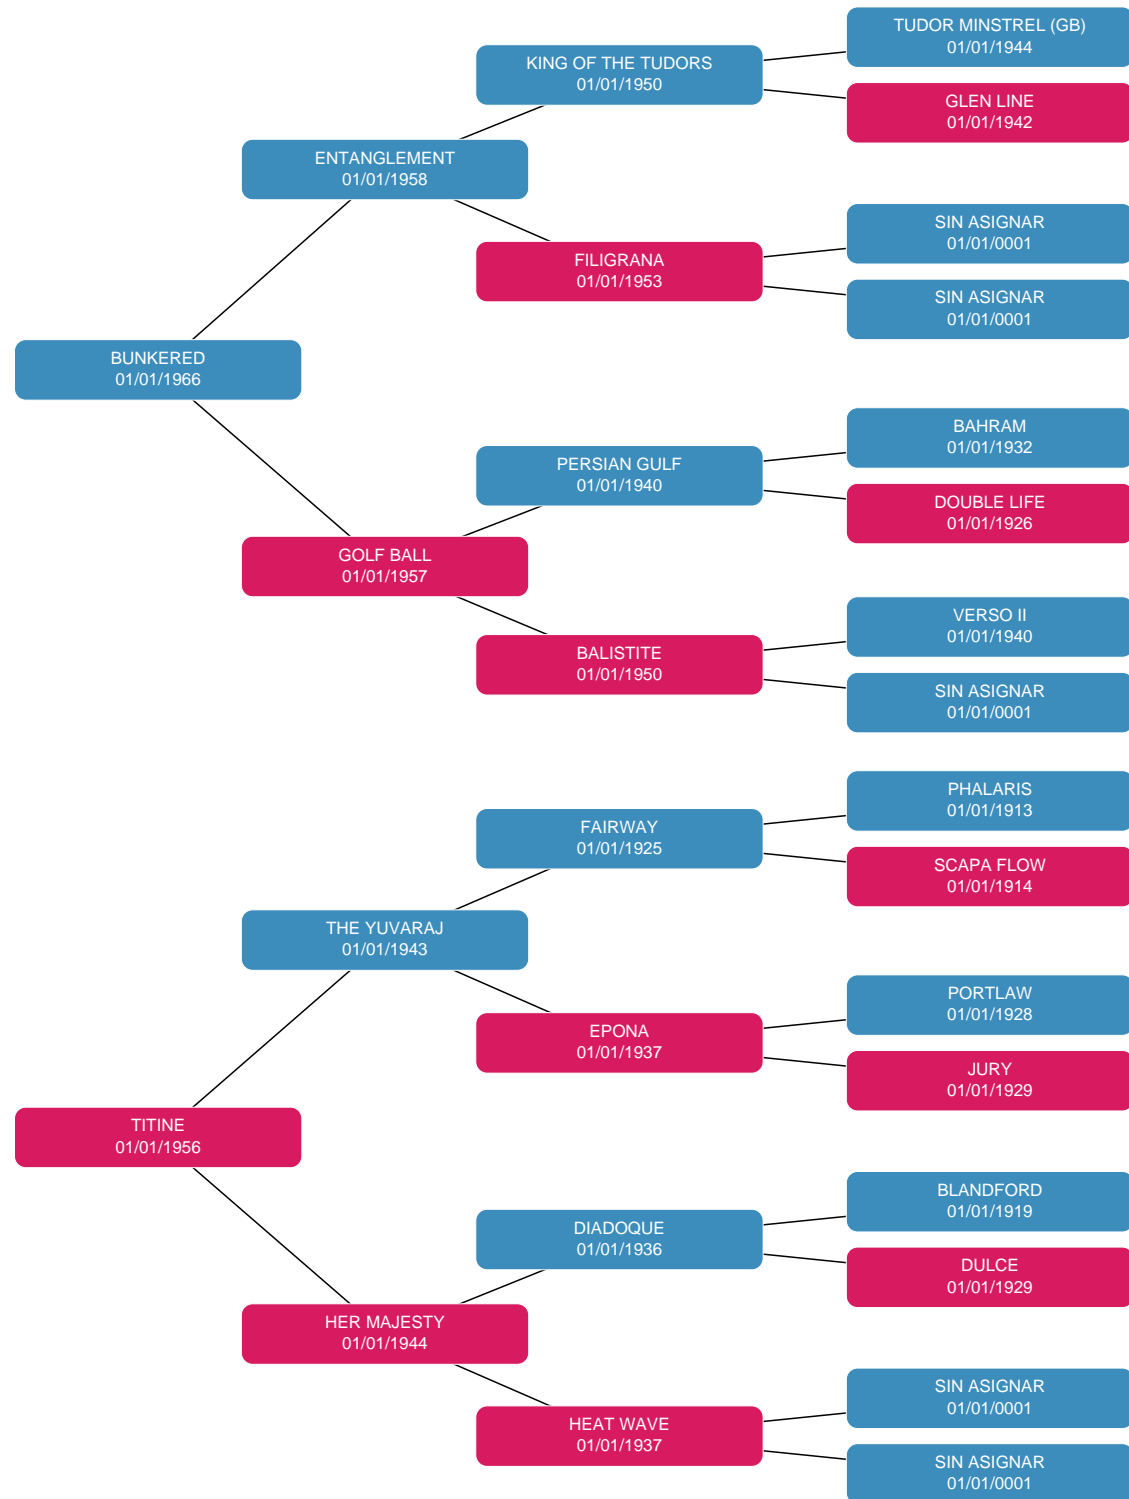 TUDOR MINSTREL (GB)
01/01/1944
KING OF THE TUDORS
01/01/1950
GLEN LINE
01/01/1942
ENTANGLEMENT
01/01/1958
SIN ASIGNAR
01/01/0001
FILIGRANA
01/01/1953
SIN ASIGNAR
01/01/0001
BUNKERED
01/01/1966
BAHRAM
01/01/1932
PERSIAN GULF
01/01/1940
DOUBLE LIFE
01/01/1926
GOLF BALL
01/01/1957
VERSO II
01/01/1940
BALISTITE
01/01/1950
SIN ASIGNAR
01/01/0001
PHALARIS
01/01/1913
FAIRWAY
01/01/1925
SCAPA FLOW
01/01/1914
THE YUVARAJ
01/01/1943
PORTLAW
01/01/1928
EPONA
01/01/1937
JURY
01/01/1929
TITINE
01/01/1956
BLANDFORD
01/01/1919
DIADOQUE
01/01/1936
DULCE
01/01/1929
HER MAJESTY
01/01/1944
SIN ASIGNAR
01/01/0001
HEAT WAVE
01/01/1937
SIN ASIGNAR
01/01/0001